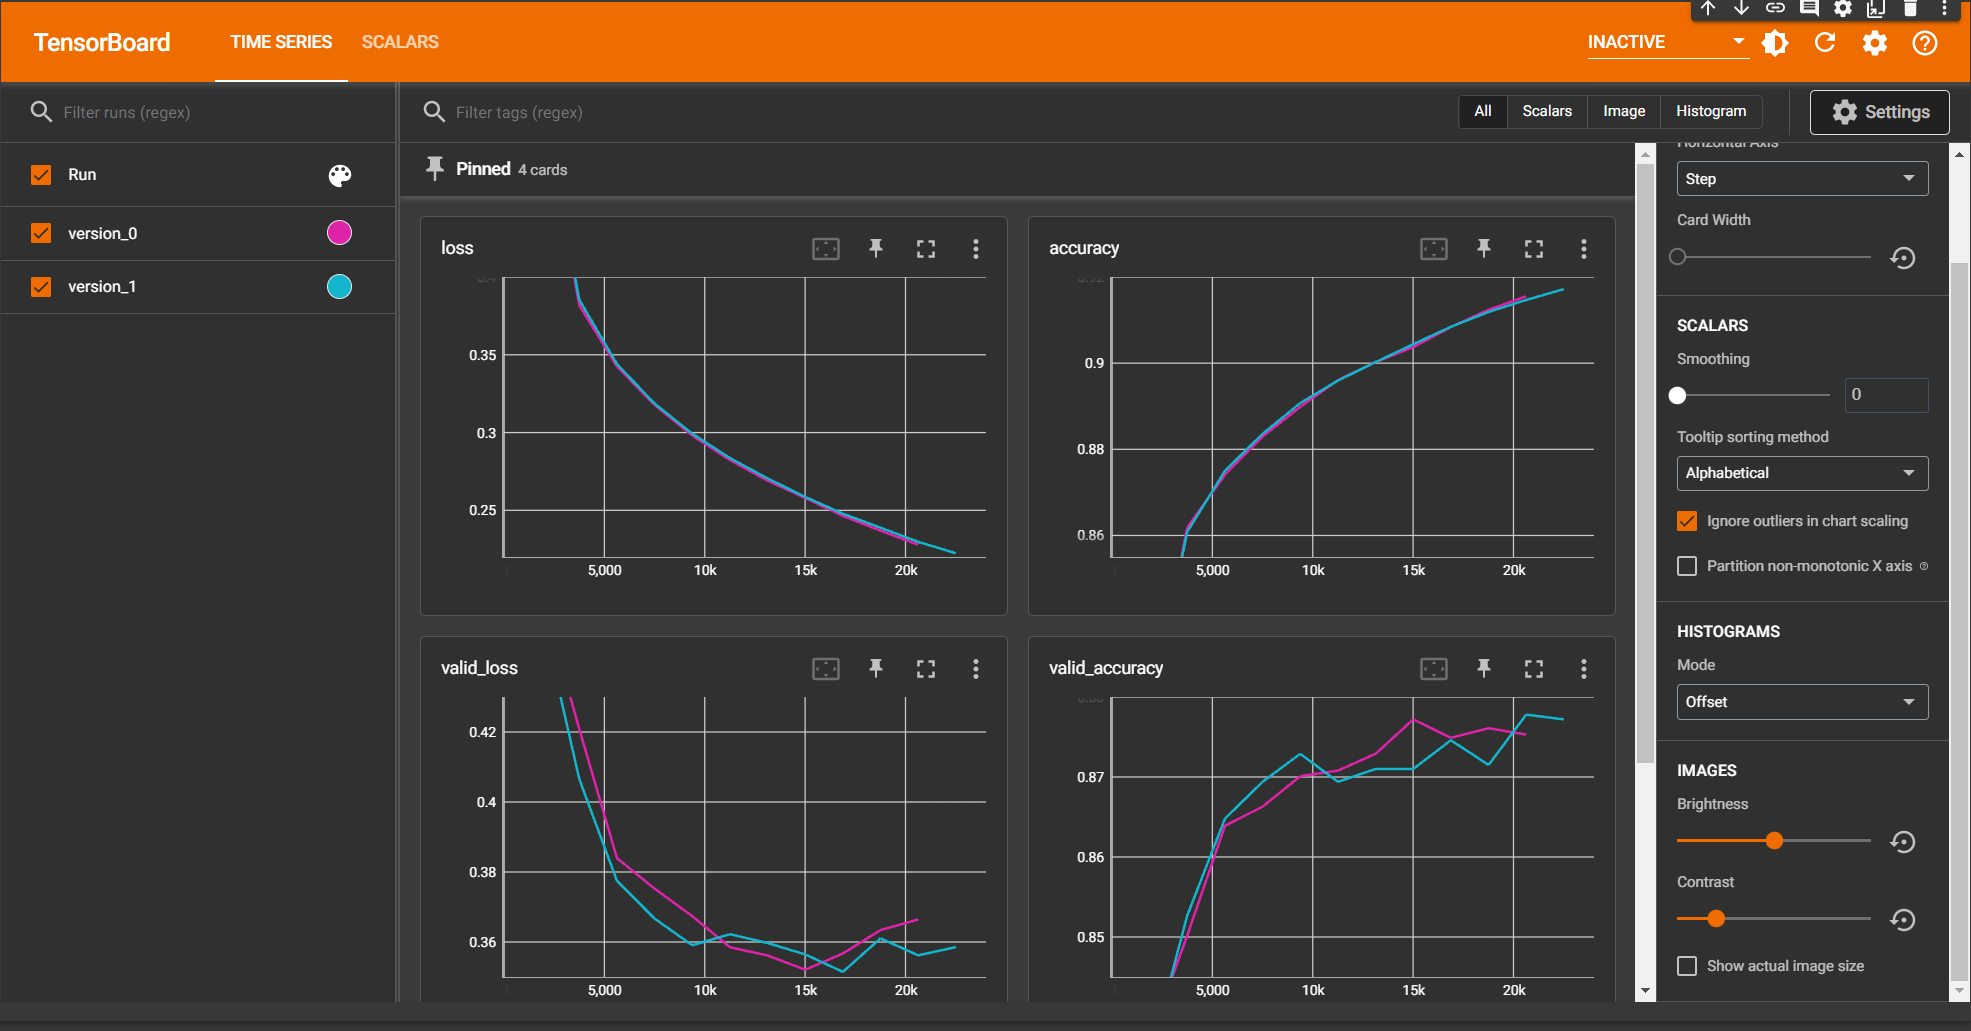 TensorBoard
TIME SERIES
SCALARS
INACTIVE
Filter runs (regex)
Filter tags (regex)
All
Scalars
Image
Histogram
Settings
Run
version_0
version_1
Pinned 4 cards
loss
0.35
0.3
0.25
5,000 10k 15k 20k
accuracy
0.92
0.9
0.88
0.86
5,000 10k 15k 20k
valid_loss
0.42
0.4
0.38
0.36
5,000 10k 15k 20k
valid_accuracy
0.87
0.86
0.85
5,000 10k 15k 20k
Horizontal Axis
Step
Card Width
SCALARS
Smoothing
0
Tooltip sorting method
Alphabetical
Ignore outliers in chart scaling
Partition non-monotonic X axis
HISTOGRAMS
Mode
Offset
IMAGES
Brightness
Contrast
Show actual image size